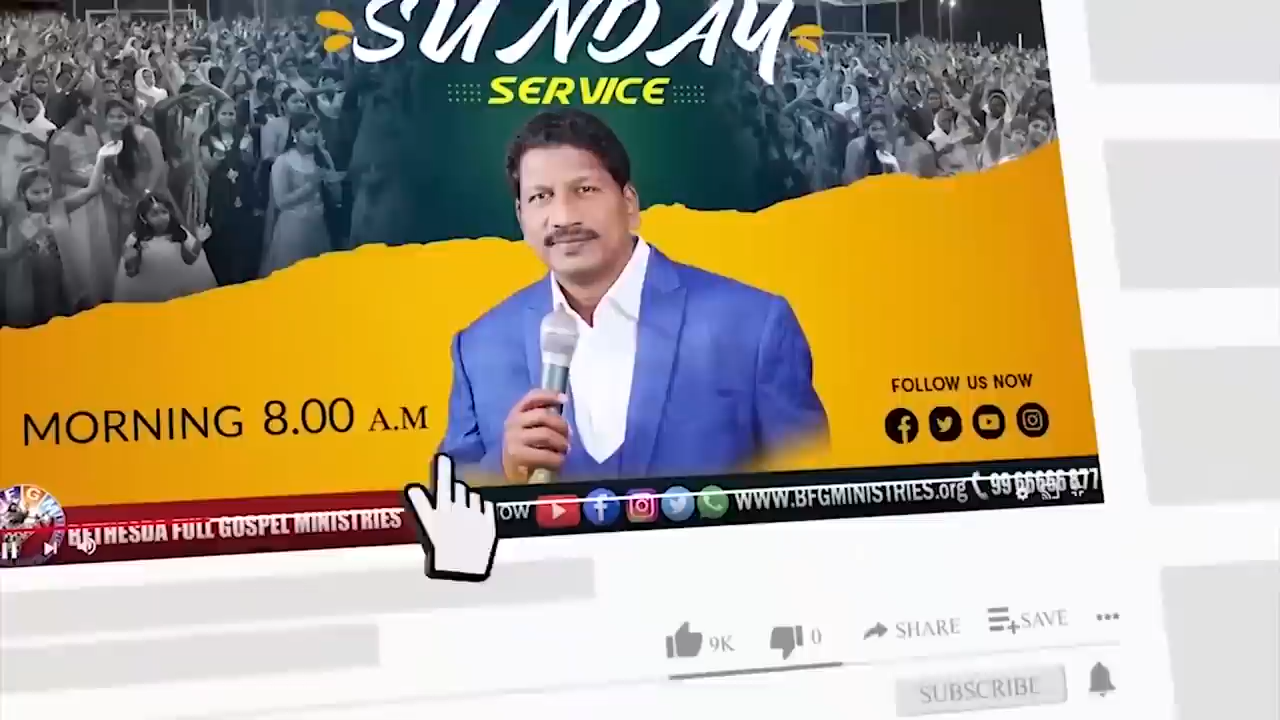 SUNDAY
SERVICE
FOLLOW US NOW
MORNING 8.00 A.M
BETHESDA FULL GOSPEL MINISTRIES
OW
WWW.BFGMINISTRIES.org
9K
0
SHARE
SAVE
SUBSCRIBE